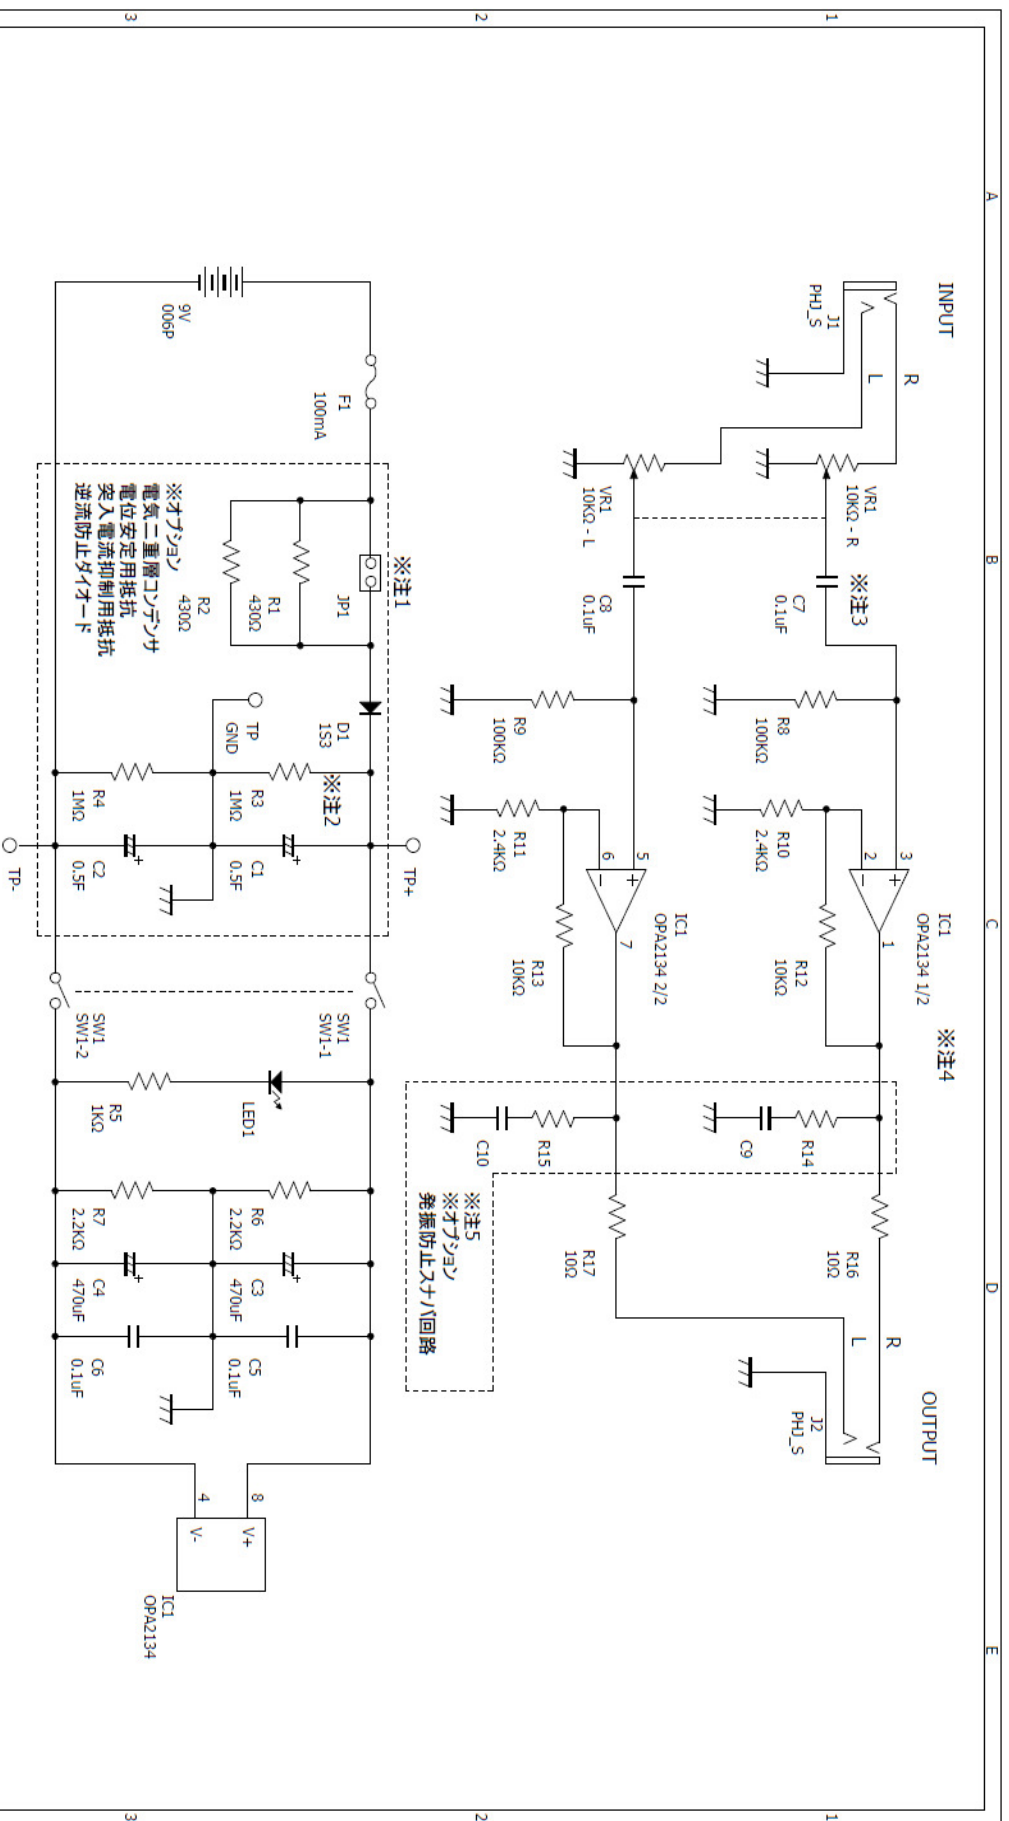 A
B
C
D
E
1
2
3
1
2
3
INPUT
J1
PHJ_S
R
L
VR1
10KΩ - R
VR1
10KΩ - L
※注3
C7
0.1uF
C8
0.1uF
R8
100KΩ
R9
100KΩ
R10
2.4KΩ
R11
2.4KΩ
3
2
1
+
−
IC1
OPA2134 1/2
5
6
7
+
−
IC1
OPA2134 2/2
R12
10KΩ
R13
10KΩ
※注4
R14
C9
R15
C10
※注5
※オプション
発振防止スナバ回路
R16
10Ω
R17
10Ω
R
L
OUTPUT
J2
PHJ_S
9V
006P
F1
100mA
※注1
JP1
R1
430Ω
R2
430Ω
※オプション
電気二重層コンデンサ
電位安定用抵抗
突入電流抑制用抵抗
逆流防止ダイオード
D1
1S3
TP
GND
※注2
R3
1MΩ
R4
1MΩ
+
C1
0.5F
+
C2
0.5F
TP+
TP-
SW1
SW1-1
SW1
SW1-2
LED1
R5
1KΩ
R6
2.2KΩ
R7
2.2KΩ
+
C3
470uF
+
C4
470uF
C5
0.1uF
C6
0.1uF
8
4
V+
V-
IC1
OPA2134